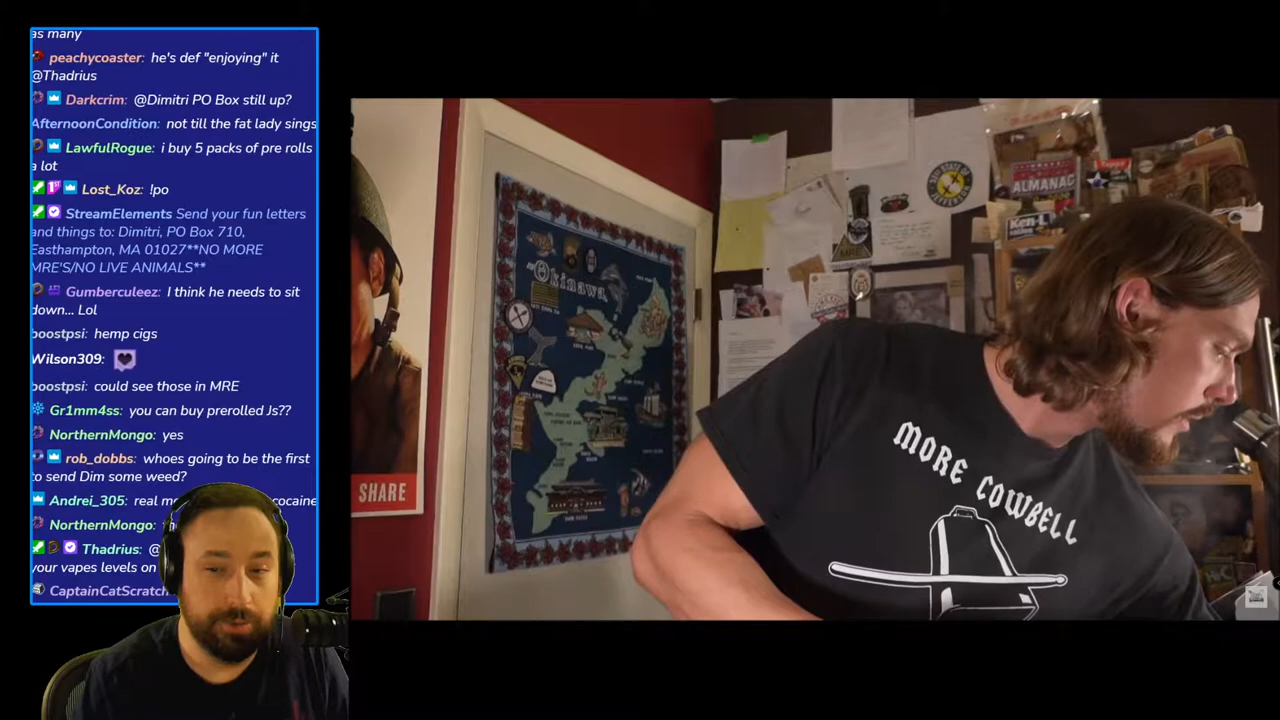 as many
peachycoaster: he's def "enjoying" it
@Thadrius
Darkcrim: @Dimitri PO Box still up?
AfternoonCondition: not till the fat lady sings
LawfulRogue: i buy 5 packs of pre rolls
a lot
Lost_Koz: !po
StreamElements Send your fun letters
and things to: Dimitri, PO Box 710,
Easthampton, MA 01027**NO MORE
MRE'S/NO LIVE ANIMALS**
Gumberculeez: I think he needs to sit
down... Lol
boostpsi: hemp cigs
Wilson309:
boostpsi: could see those in MRE
Gr1mm4ss: you can buy prerolled Js??
NorthernMongo: yes
rob_dobbs: whoes going to be the first
to send Dim some weed?
Andrei_305: real cocaine
NorthernMongo:
Thadrius: @
your vapes levels on
CaptainCatScratch
SHARE
Okinawa
MRE
JEFFERSON
ALMANAC
Ken-L
MORE COWBELL